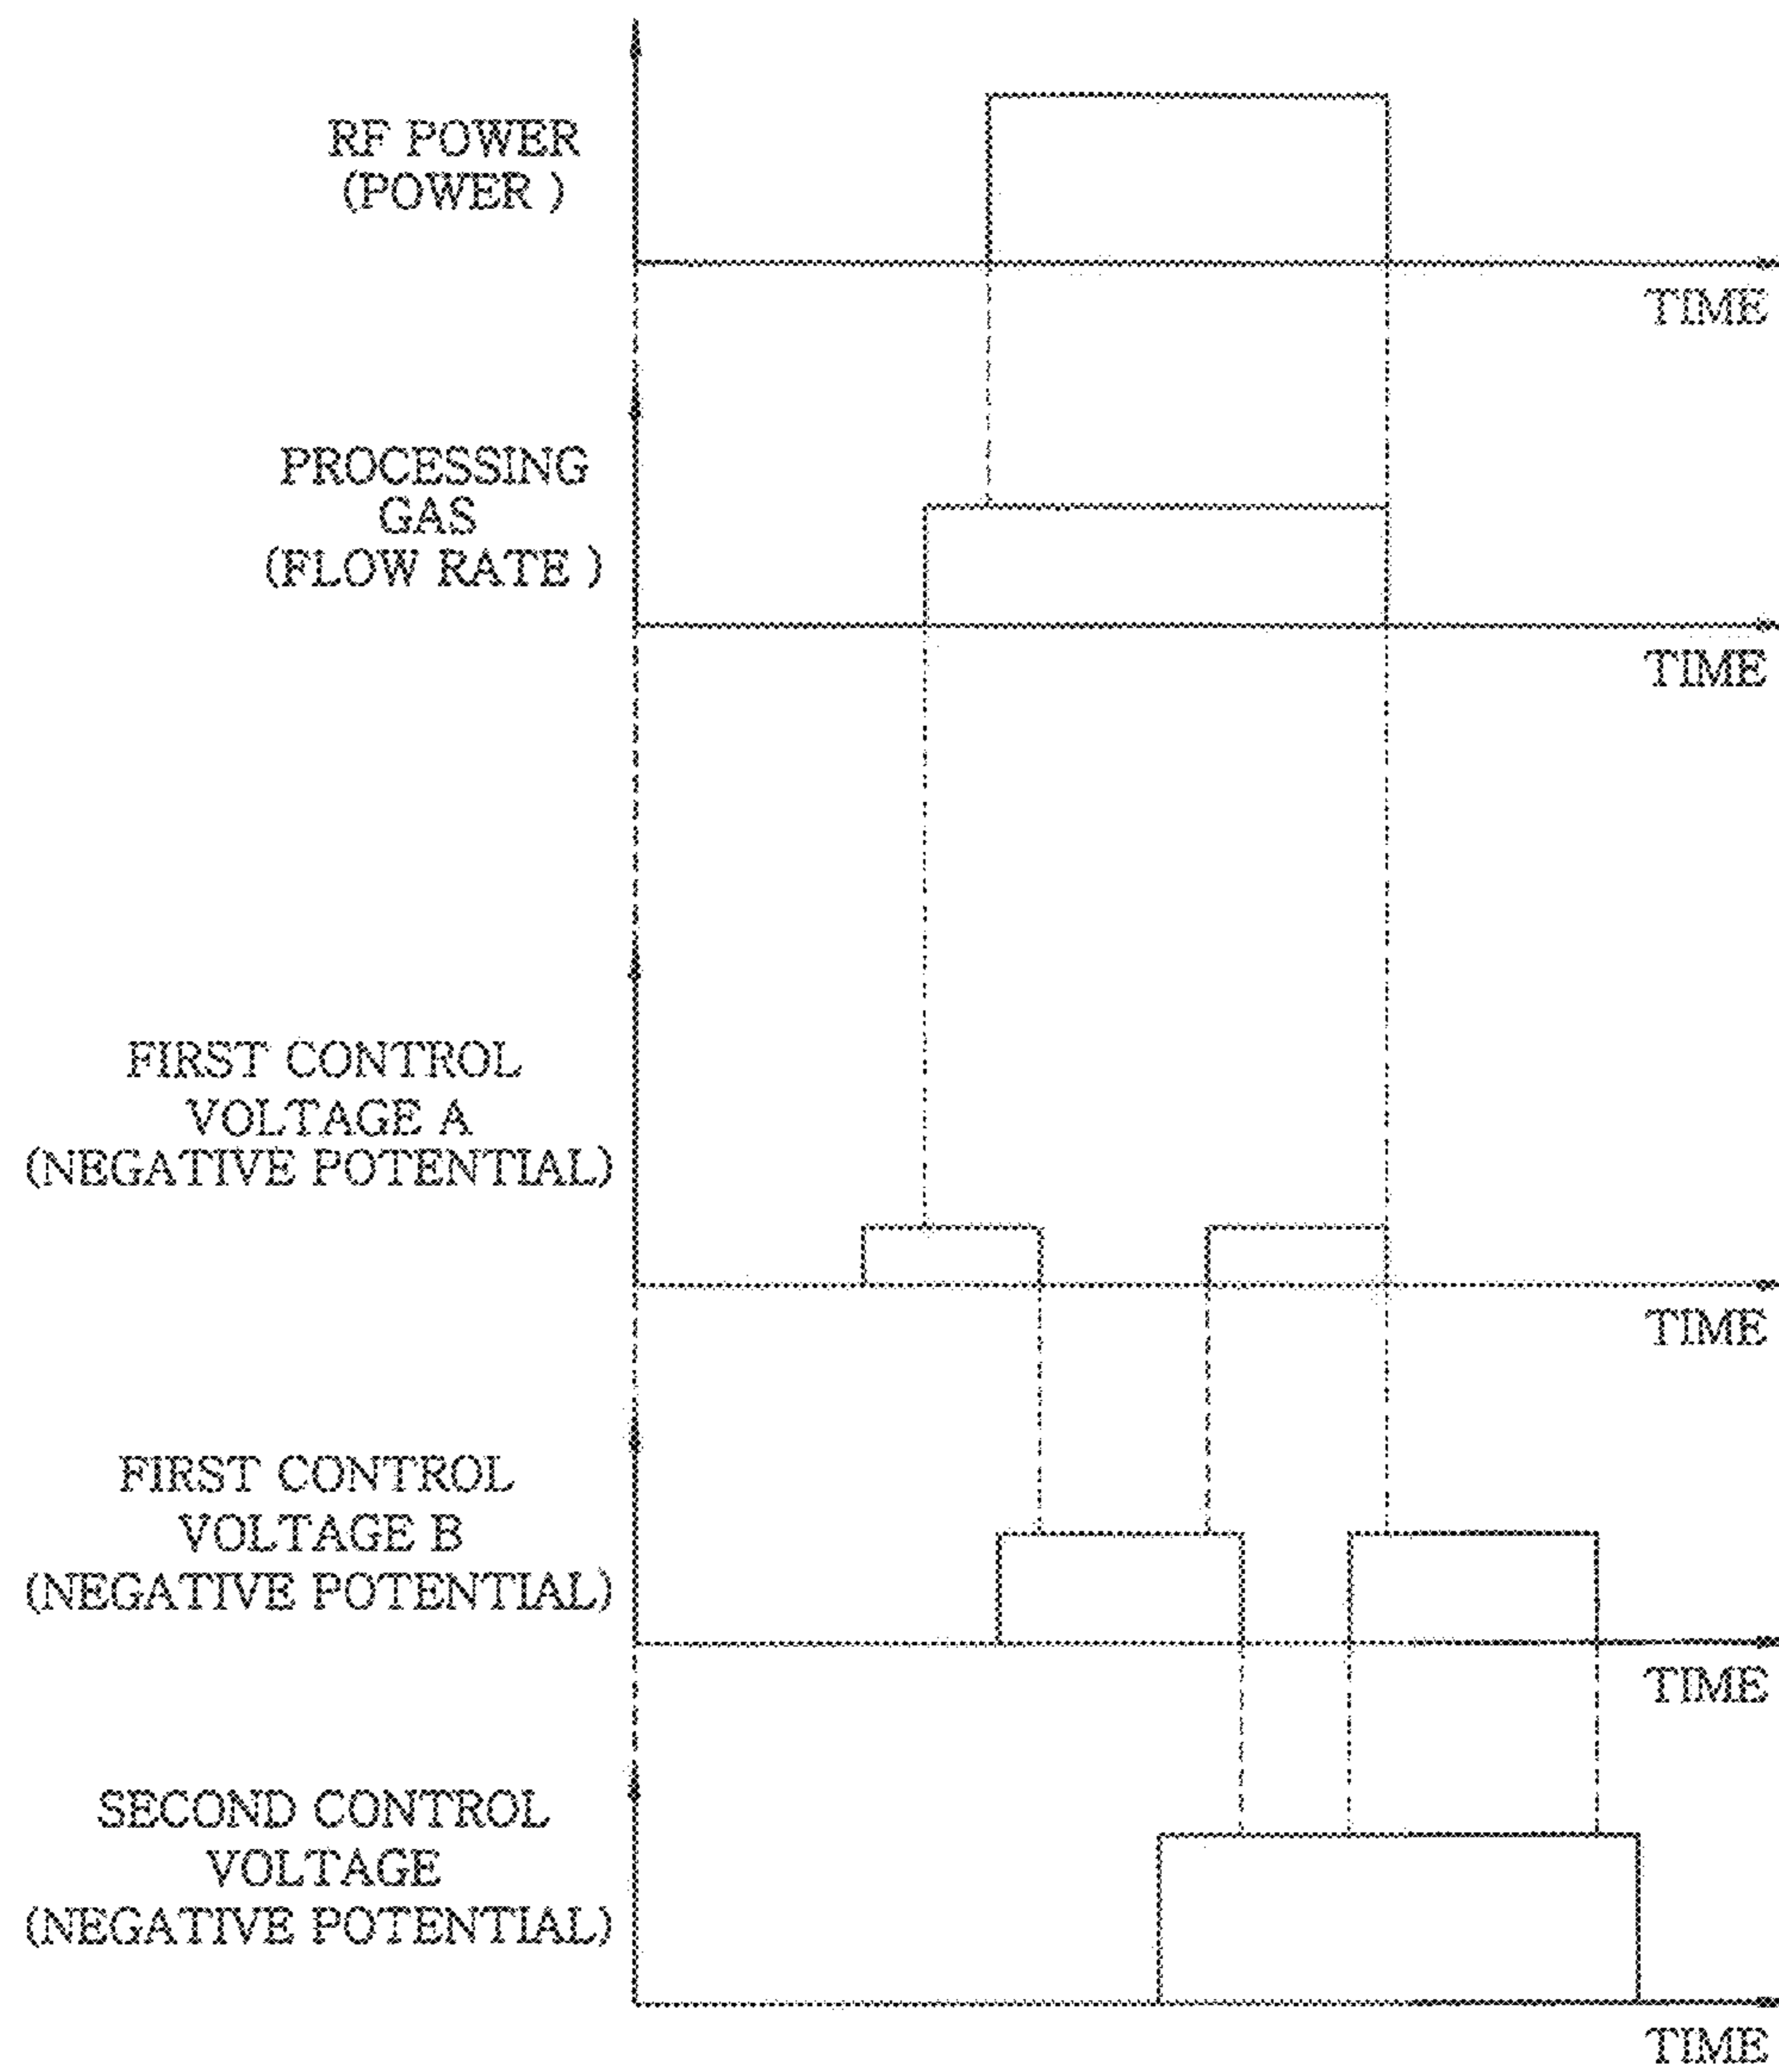 RF POWER
(POWER )
TIME
PROCESSING
GAS
(FLOW RATE )
TIME
FIRST CONTROL
VOLTAGE A
(NEGATIVE POTENTIAL)
TIME
FIRST CONTROL
VOLTAGE B
(NEGATIVE POTENTIAL)
TIME
SECOND CONTROL
VOLTAGE
(NEGATIVE POTENTIAL)
TIME